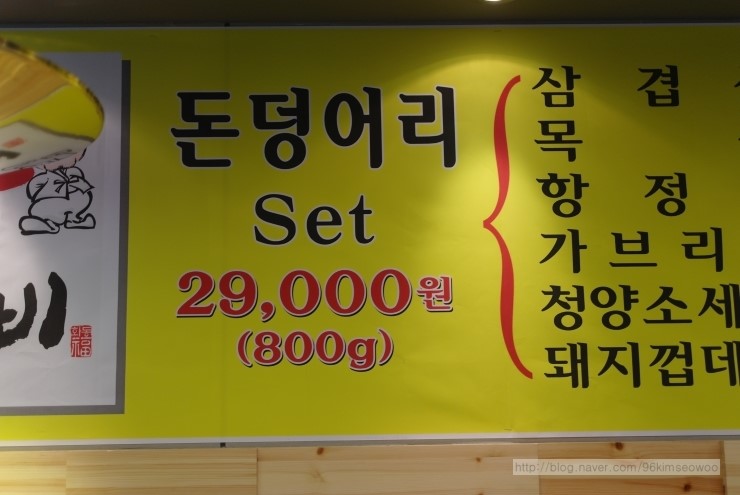 비
돈덩어리
Set
29,000원
(800g)
삼 겹
목
항 정
가브리
청양소세
돼지껍데
http://blog.naver.com/96kimseowoo